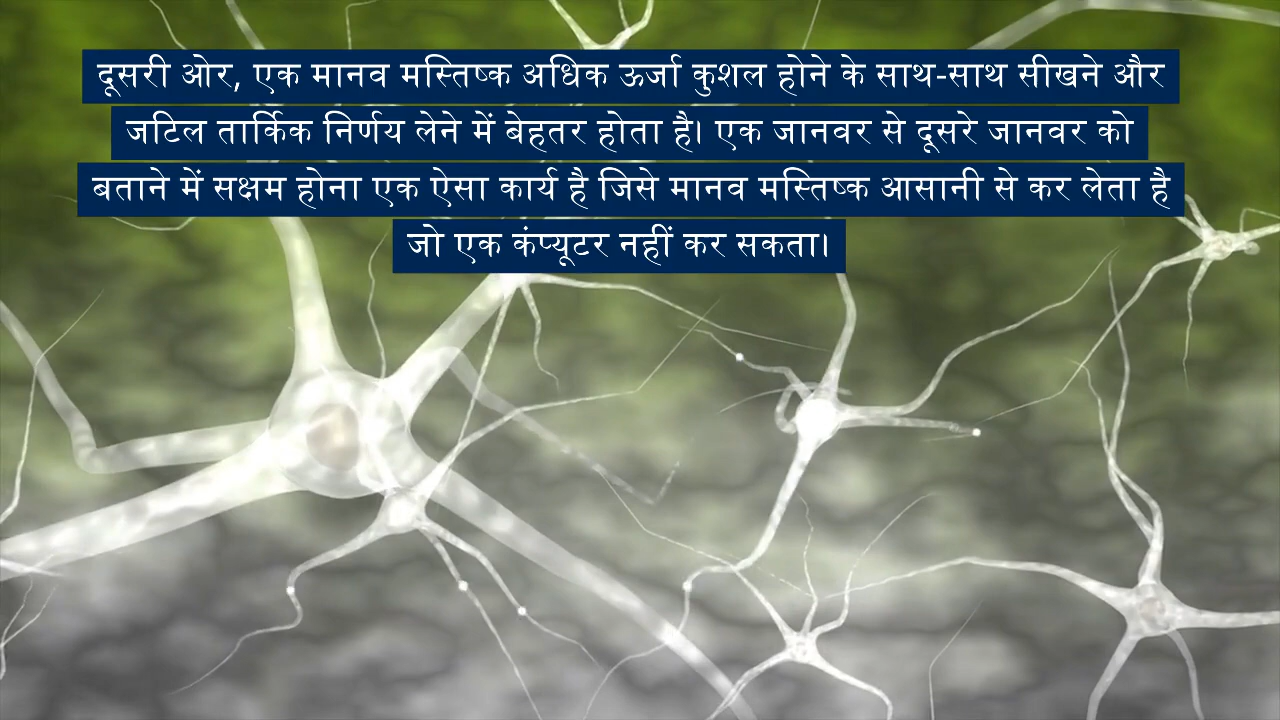 दूसरी ओर, एक मानव मस्तिष्क अधिक ऊर्जा कुशल होने के साथ-साथ सीखने और
जटिल तार्किक निर्णय लेने में बेहतर होता है। एक जानवर से दूसरे जानवर को
बताने में सक्षम होना एक ऐसा कार्य है जिसे मानव मस्तिष्क आसानी से कर लेता है
जो एक कंप्यूटर नहीं कर सकता।